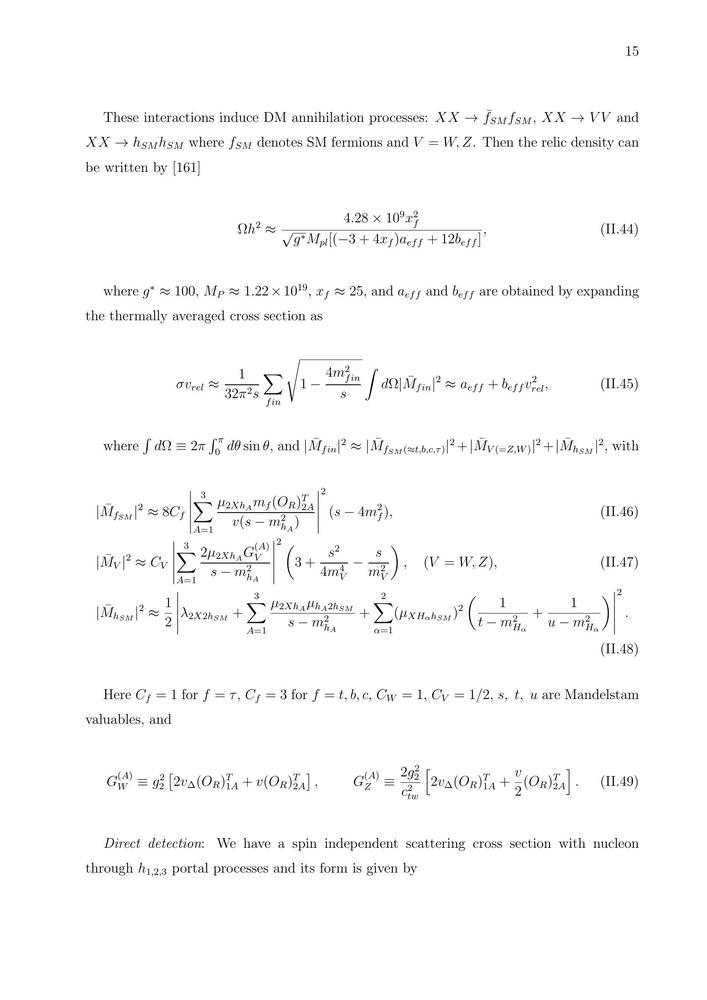 15
These interactions induce DM annihilation processes: $XX \to \bar{f}_{SM} f_{SM}$, $XX \to VV$ and
$XX \to h_{SM} h_{SM}$ where $f_{SM}$ denotes SM fermions and $V = W, Z$. Then the relic density can
be written by [161]
$$\Omega h^2 \approx \frac{4.28 \times 10^9 x_f^2}{\sqrt{g^*} M_{pl}[(-3 + 4x_f)a_{eff} + 12b_{eff}]},$$ (II.44)
where $g^* \approx 100$, $M_P \approx 1.22 \times 10^{19}$, $x_f \approx 25$, and $a_{eff}$ and $b_{eff}$ are obtained by expanding
the thermally averaged cross section as
$$\sigma v_{rel} \approx \frac{1}{32\pi^2 s} \sum_{fin} \sqrt{1 - \frac{4m_{fin}^2}{s}} \int d\Omega |\bar{M}_{fin}|^2 \approx a_{eff} + b_{eff} v_{rel}^2,$$ (II.45)
where $\int d\Omega \equiv 2\pi \int_0^\pi d\theta \sin\theta$, and $|\bar{M}_{fin}|^2 \approx |\bar{M}_{f_{SM}(\approx t,b,c,\tau)}|^2 + |\bar{M}_{V(=Z,W)}|^2 + |\bar{M}_{h_{SM}}|^2$, with
$$|\bar{M}_{f_{SM}}|^2 \approx 8C_f \left| \sum_{A=1}^3 \frac{\mu_{2Xh_A} m_f (O_R)_{2A}^T}{v(s - m_{h_A}^2)} \right|^2 (s - 4m_f^2),$$ (II.46)
$$|\bar{M}_V|^2 \approx C_V \left| \sum_{A=1}^3 \frac{2\mu_{2Xh_A} G_V^{(A)}}{s - m_{h_A}^2} \right|^2 \left( 3 + \frac{s^2}{4m_V^4} - \frac{s}{m_V^2} \right), \quad (V = W, Z),$$ (II.47)
$$|\bar{M}_{h_{SM}}|^2 \approx \frac{1}{2} \left| \lambda_{2X2h_{SM}} + \sum_{A=1}^3 \frac{\mu_{2Xh_A} \mu_{h_A 2h_{SM}}}{s - m_{h_A}^2} + \sum_{\alpha=1}^2 (\mu_{XH_\alpha h_{SM}})^2 \left( \frac{1}{t - m_{H_\alpha}^2} + \frac{1}{u - m_{H_\alpha}^2} \right) \right|^2.$$
(II.48)
Here $C_f = 1$ for $f = \tau$, $C_f = 3$ for $f = t, b, c$, $C_W = 1$, $C_V = 1/2$, $s,\ t,\ u$ are Mandelstam
valuables, and
$$G_W^{(A)} \equiv g_2^2 \left[ 2v_\Delta (O_R)_{1A}^T + v(O_R)_{2A}^T \right], \qquad G_Z^{(A)} \equiv \frac{2g_2^2}{c_{tw}^2} \left[ 2v_\Delta (O_R)_{1A}^T + \frac{v}{2} (O_R)_{2A}^T \right].$$ (II.49)
Direct detection: We have a spin independent scattering cross section with nucleon
through $h_{1,2,3}$ portal processes and its form is given by